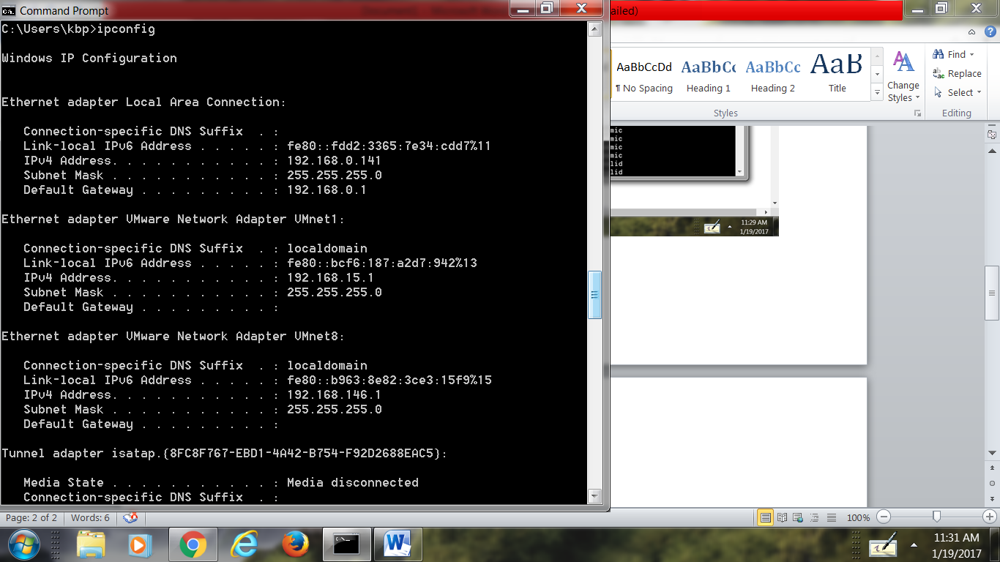 Command Prompt
C:\Users\kbp>ipconfig
Windows IP Configuration
Ethernet adapter Local Area Connection:
Connection-specific DNS Suffix  . :
Link-local IPv6 Address . . . . . : fe80::fdd2:3365:7e34:cdd7%11
IPv4 Address. . . . . . . . . . . : 192.168.0.141
Subnet Mask . . . . . . . . . . . : 255.255.255.0
Default Gateway . . . . . . . . . : 192.168.0.1
Ethernet adapter VMware Network Adapter VMnet1:
Connection-specific DNS Suffix  . : localdomain
Link-local IPv6 Address . . . . . : fe80::bcf6:187:a2d7:942%13
IPv4 Address. . . . . . . . . . . : 192.168.15.1
Subnet Mask . . . . . . . . . . . : 255.255.255.0
Default Gateway . . . . . . . . . :
Ethernet adapter VMware Network Adapter VMnet8:
Connection-specific DNS Suffix  . : localdomain
Link-local IPv6 Address . . . . . : fe80::b963:8e82:3ce3:15f9%15
IPv4 Address. . . . . . . . . . . : 192.168.146.1
Subnet Mask . . . . . . . . . . . : 255.255.255.0
Default Gateway . . . . . . . . . :
Tunnel adapter isatap.{8FC8F767-EBD1-4A42-B754-F92D2688EAC5}:
Media State . . . . . . . . . . . : Media disconnected
Connection-specific DNS Suffix  . :
ailed)
AaBbCcDd AaBbCc AaBbCc AaB
¶ No Spacing Heading 1 Heading 2 Title
Change
Styles
Styles
Find
Replace
Select
Editing
mic
mic
mic
mic
lid
lid
11:29 AM
1/19/2017
Page: 2 of 2 Words: 6 100%
11:31 AM
1/19/2017